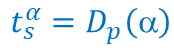 t_s^α = D_p(α)